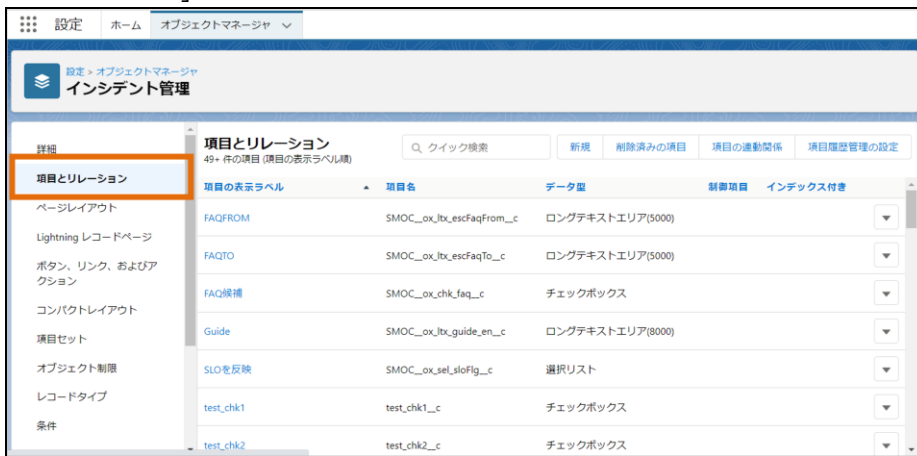 設定 ホーム オブジェクトマネージャ
設定 > オブジェクトマネージャ
インシデント管理
詳細
項目とリレーション
ページレイアウト
Lightning レコードページ
ボタン、リンク、およびア
クション
コンパクトレイアウト
項目セット
オブジェクト制限
レコードタイプ
条件
項目とリレーション
49+ 件の項目 (項目の表示ラベル順)
クイック検索 新規 削除済みの項目 項目の連動関係 項目履歴管理の設定
項目の表示ラベル 項目名 データ型 制御項目 インデックス付き
FAQFROM SMOC__ox_ltx_escFaqFrom__c ロングテキストエリア(5000)
FAQTO SMOC__ox_ltx_escFaqTo__c ロングテキストエリア(5000)
FAQ候補 SMOC__ox_chk_faq__c チェックボックス
Guide SMOC__ox_ltx_guide_en__c ロングテキストエリア(8000)
SLOを反映 SMOC__ox_sel_sloFlg__c 選択リスト
test_chk1 test_chk1__c チェックボックス
test_chk2 test_chk2__c チェックボックス